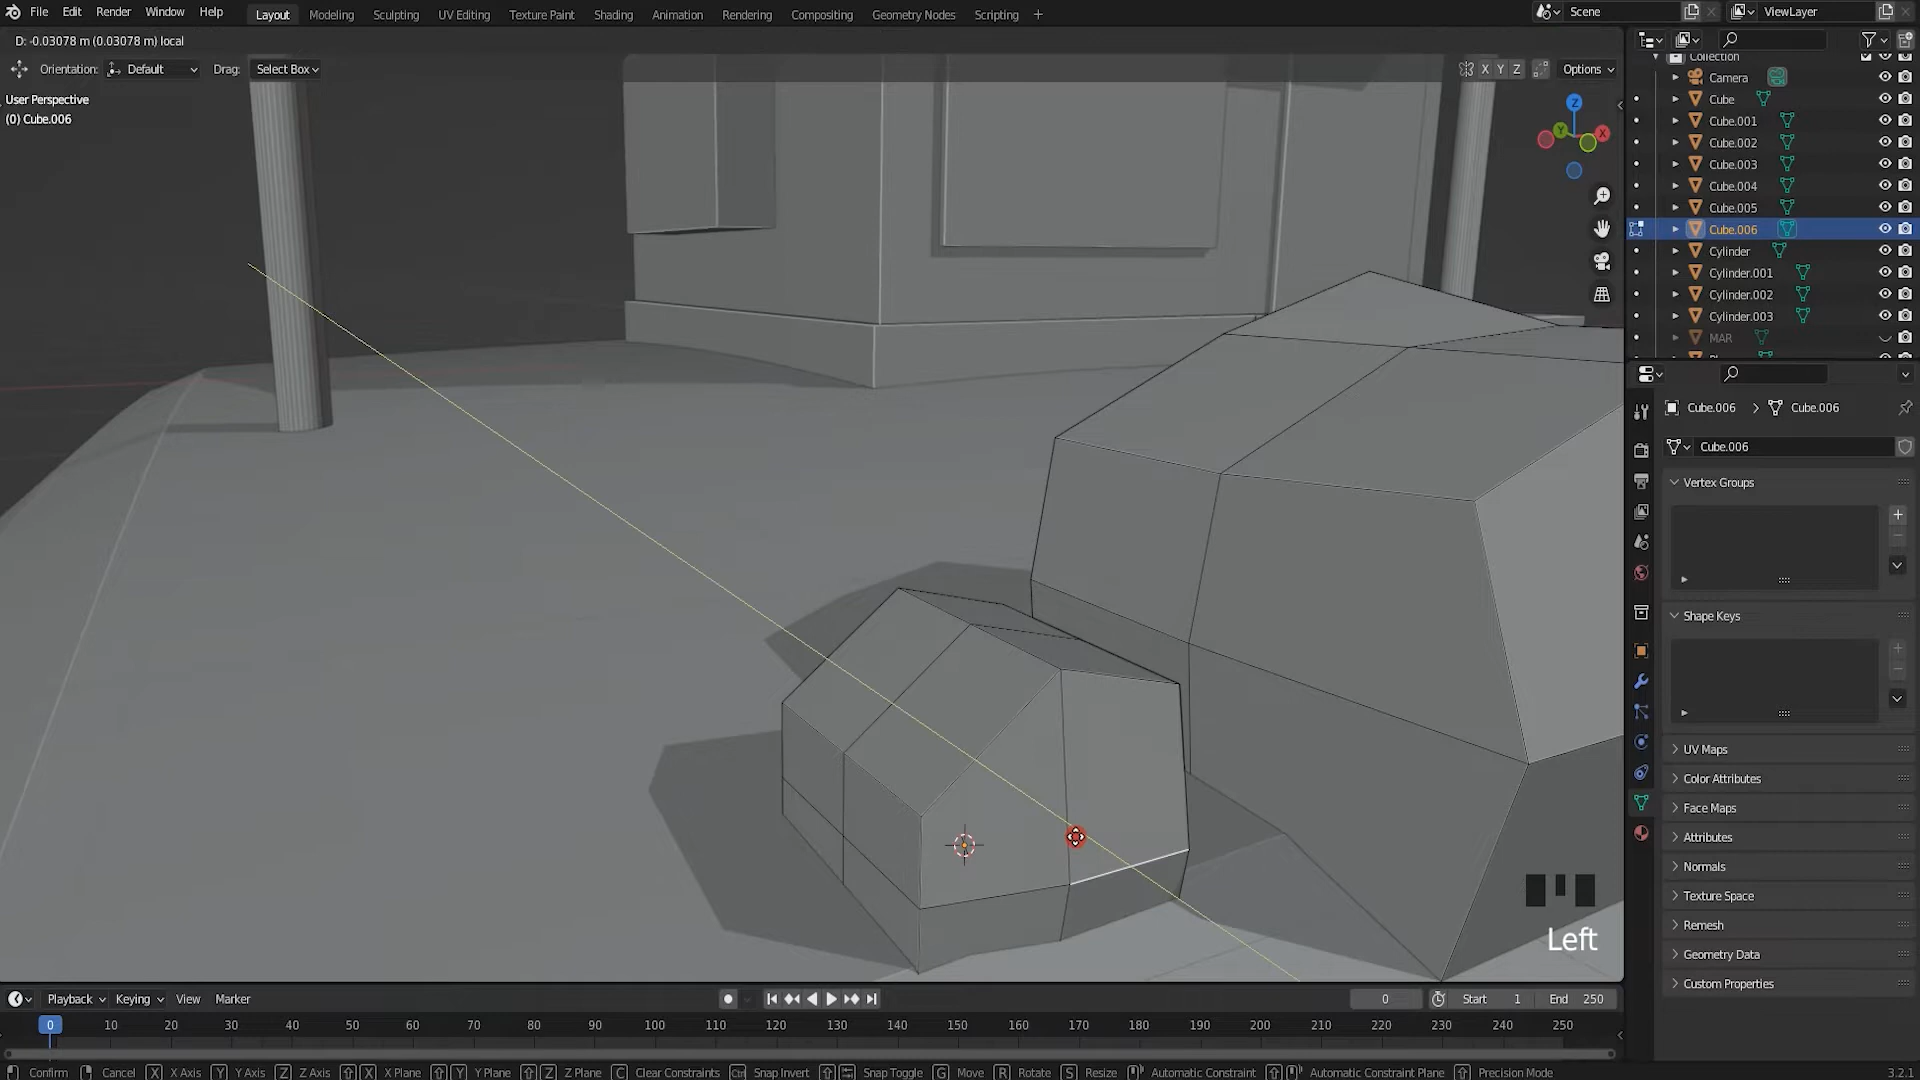 File Edit Render Window Help Layout Modeling Sculpting UV Editing Texture Paint Shading Animation Rendering Compositing Geometry Nodes Scripting + Scene ViewLayer
D: -0.03078 m (0.03078 m) local
Orientation: Default Drag: Select Box X Y Z Options
User Perspective
(0) Cube.006
Z
Y
X
Collection
Camera
Cube
Cube.001
Cube.002
Cube.003
Cube.004
Cube.005
Cube.006
Cylinder
Cylinder.001
Cylinder.002
Cylinder.003
MAR
Cube.006 > Cube.006
Cube.006
Vertex Groups
Shape Keys
UV Maps
Color Attributes
Face Maps
Attributes
Normals
Texture Space
Remesh
Geometry Data
Custom Properties
Left
Playback Keying View Marker 0 Start 1 End 250
0 10 20 30 40 50 60 70 80 90 100 110 120 130 140 150 160 170 180 190 200 210 220 230 240 250
Confirm Cancel X X Axis Y Y Axis Z Z Axis X X Plane Y Y Plane Z Z Plane C Clear Constraints Ctrl Snap Invert Snap Toggle G Move R Rotate S Resize Automatic Constraint Automatic Constraint Plane Precision Mode 3.2.1